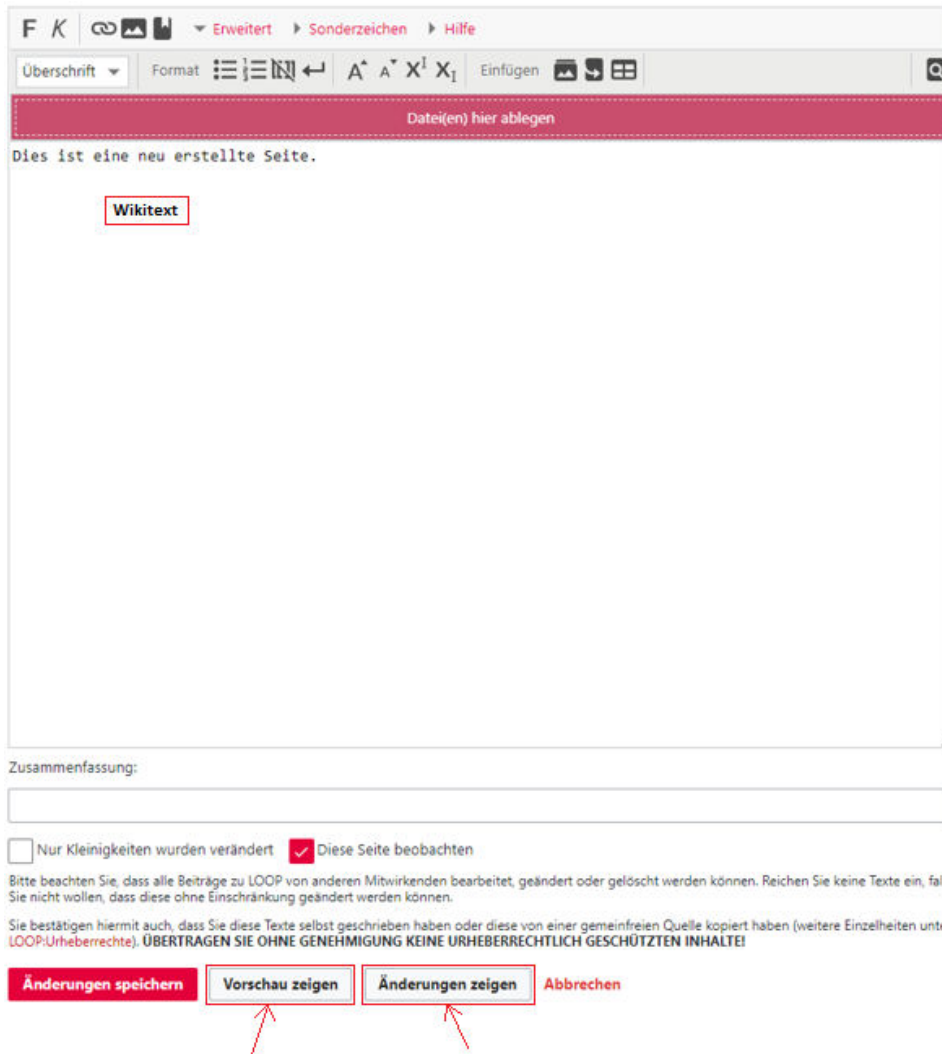 F K Erweitert Sonderzeichen Hilfe
Überschrift Format A A X I X I Einfügen
Datei(en) hier ablegen
Dies ist eine neu erstellte Seite.
Wikitext
Zusammenfassung:
Nur Kleinigkeiten wurden verändert Diese Seite beobachten
Bitte beachten Sie, dass alle Beiträge zu LOOP von anderen Mitwirkenden bearbeitet, geändert oder gelöscht werden können. Reichen Sie keine Texte ein, fal
Sie nicht wollen, dass diese ohne Einschränkung geändert werden können.
Sie bestätigen hiermit auch, dass Sie diese Texte selbst geschrieben haben oder diese von einer gemeinfreien Quelle kopiert haben (weitere Einzelheiten unte
LOOP:Urheberrechte). ÜBERTRAGEN SIE OHNE GENEHMIGUNG KEINE URHEBERRECHTLICH GESCHÜTZTEN INHALTE!
Änderungen speichern Vorschau zeigen Änderungen zeigen Abbrechen